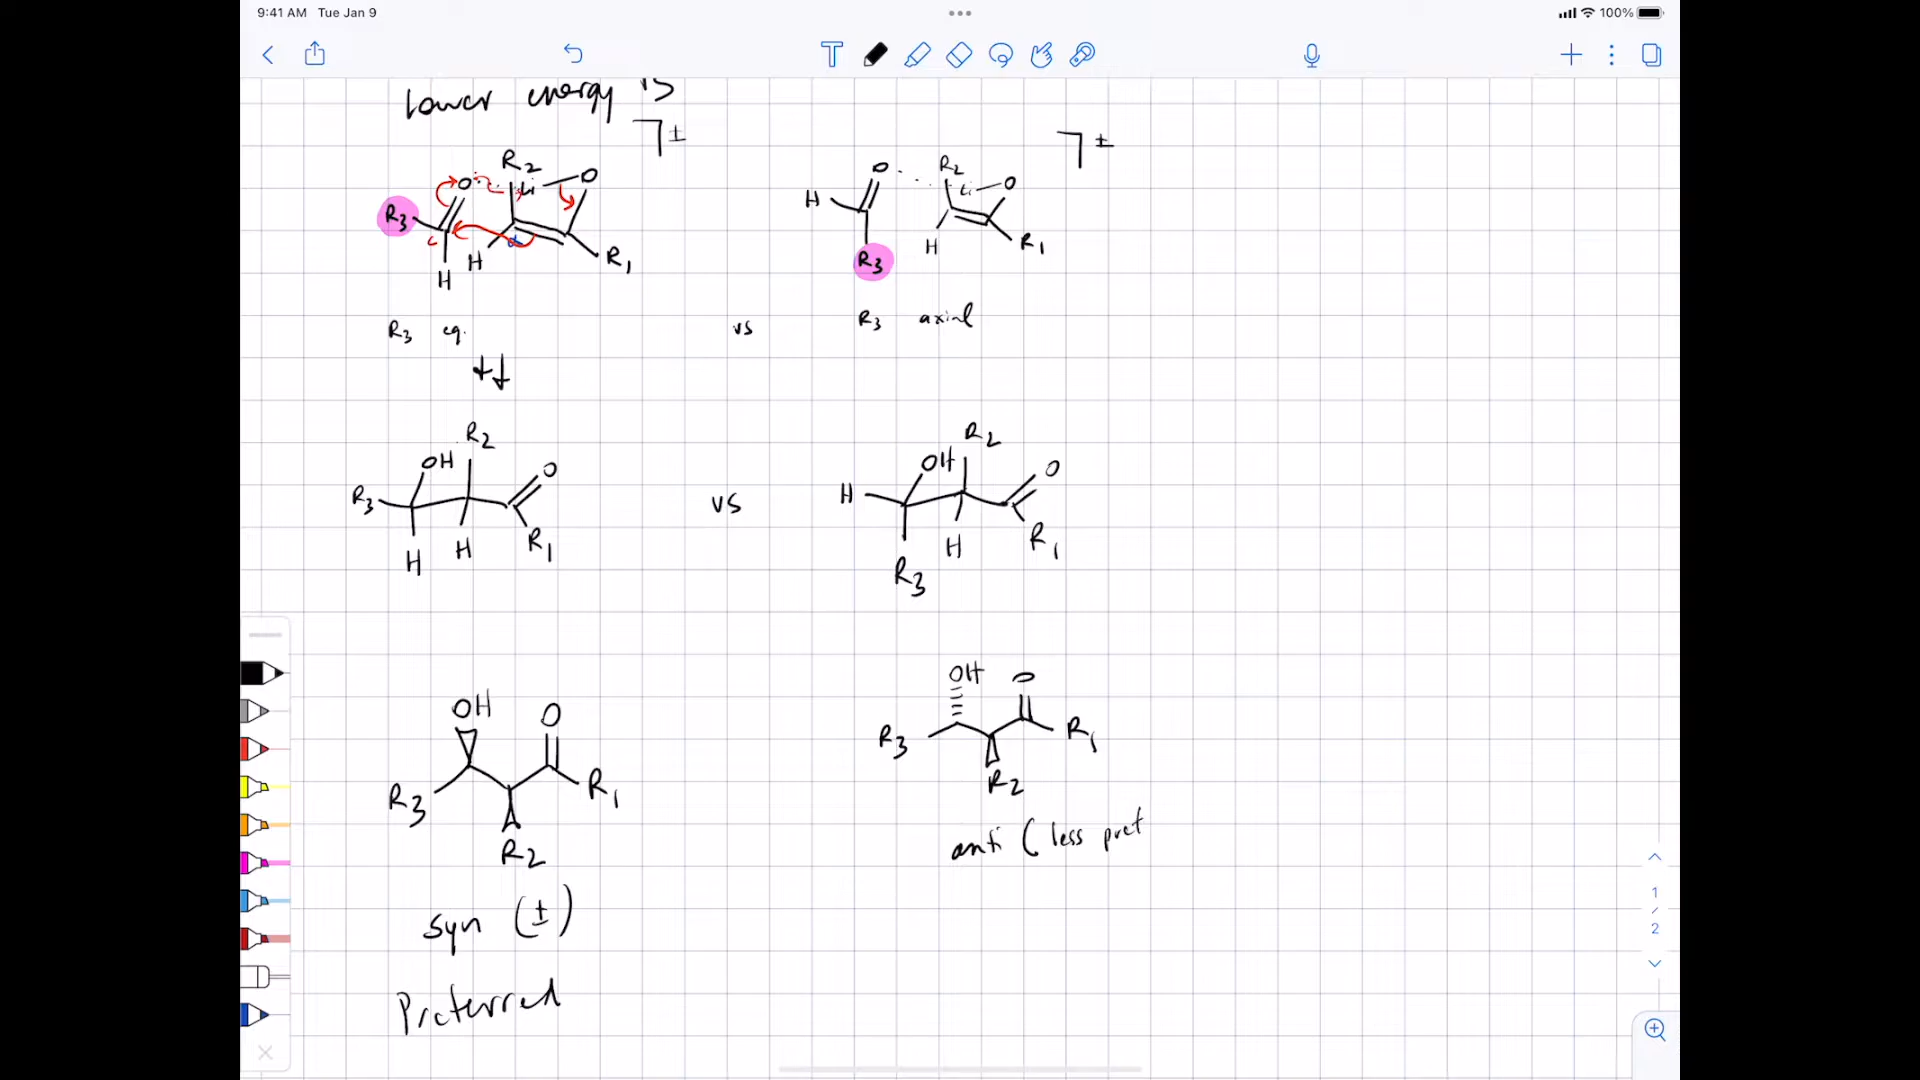 9:41 AM Tue Jan 9
100%
T
Lower energy is
R2 O ± R2 O ±
O Li O Li
R3 H
H H R1 H R1
R3
R3 eq. vs R3 axial
R2 R2
OH O OH O
R3 vs H
H H R1 H R1
R3
OH O OH O
R3 R1 R3 R1
R2 R2
syn (±) anti (less pref
Preferred
1
2